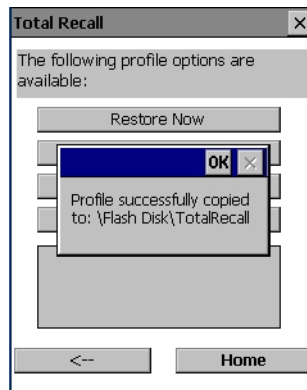 Total Recall
The following profile options are
available:
Restore Now
OK
Profile successfully copied
to: \Flash Disk\TotalRecall
<--
Home